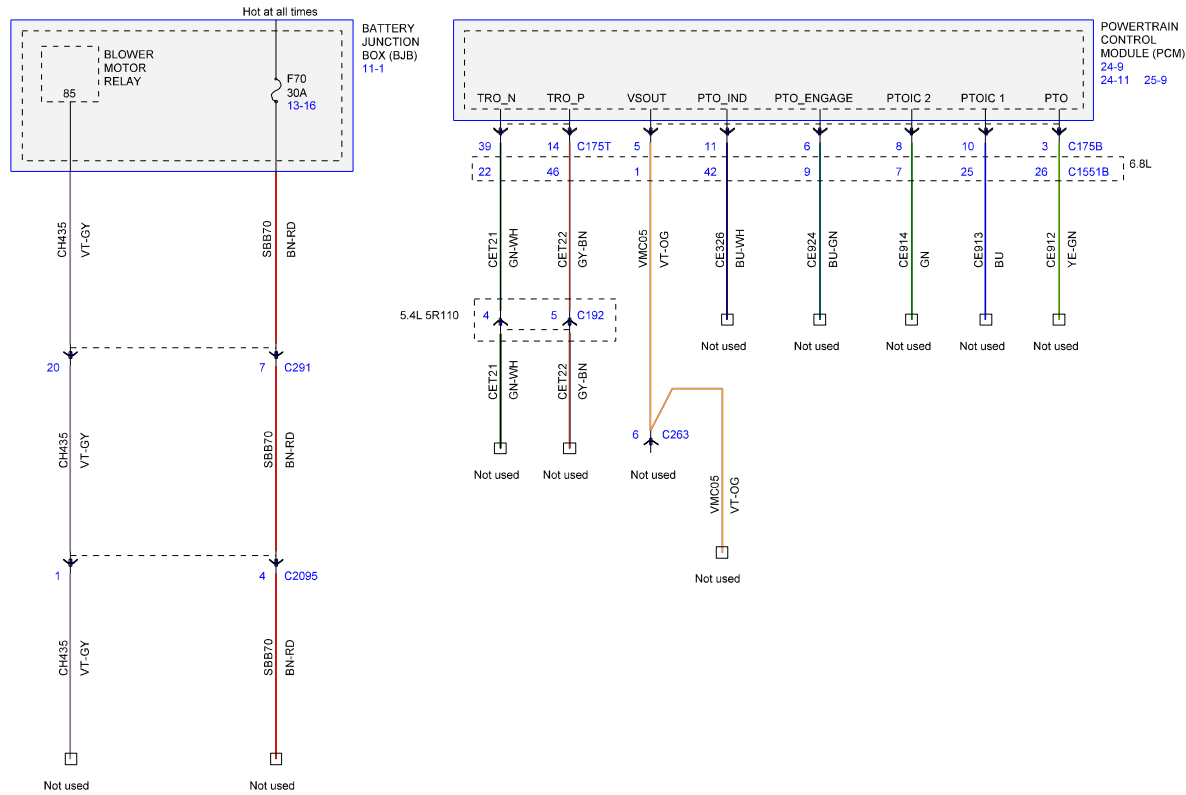 Hot at all times
BATTERY
JUNCTION
BOX (BJB)
11-1
BLOWER
MOTOR
RELAY
85
F70
30A
13-16
CH435
VT-GY
SBB70
BN-RD
20
7
C291
CH435
VT-GY
SBB70
BN-RD
1
4
C2095
CH435
VT-GY
SBB70
BN-RD
Not used
Not used
POWERTRAIN
CONTROL
MODULE (PCM)
24-9
24-11 25-9
TRO_N TRO_P VSOUT PTO_IND PTO_ENGAGE PTOIC 2 PTOIC 1 PTO
39 14 C175T 5 11 6 8 10 3 C175B
6.8L
22 46 1 42 9 7 25 26 C1551B
CET21
GN-WH
CET22
GY-BN
VMC05
VT-OG
CE326
BU-WH
CE924
BU-GN
CE914
GN
CE913
BU
CE912
YE-GN
5.4L 5R110 4 5 C192
Not used Not used Not used Not used Not used
CET21
GN-WH
CET22
GY-BN
6 C263
Not used Not used Not used
VMC05
VT-OG
Not used